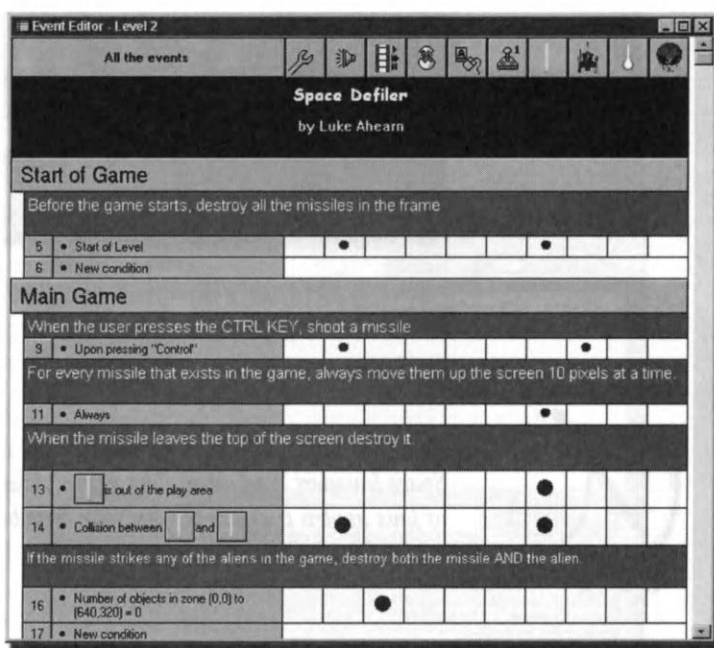 Event Editor - Level 2
All the events
Space Defiler
by Luke Ahearn
Start of Game
Before the game starts, destroy all the missiles in the frame
5 • Start of Level
6 • New condition
Main Game
When the user presses the CTRL KEY, shoot a missile
9 • Upon pressing "Control"
For every missile that exists in the game, always move them up the screen 10 pixels at a time.
11 • Always
When the missile leaves the top of the screen destroy it.
13 • is out of the play area
14 • Collision between and
If the missile strikes any of the aliens in the game, destroy both the missile AND the alien.
16 • Number of objects in zone (0,0) to
(640,320) = 0
17 • New condition